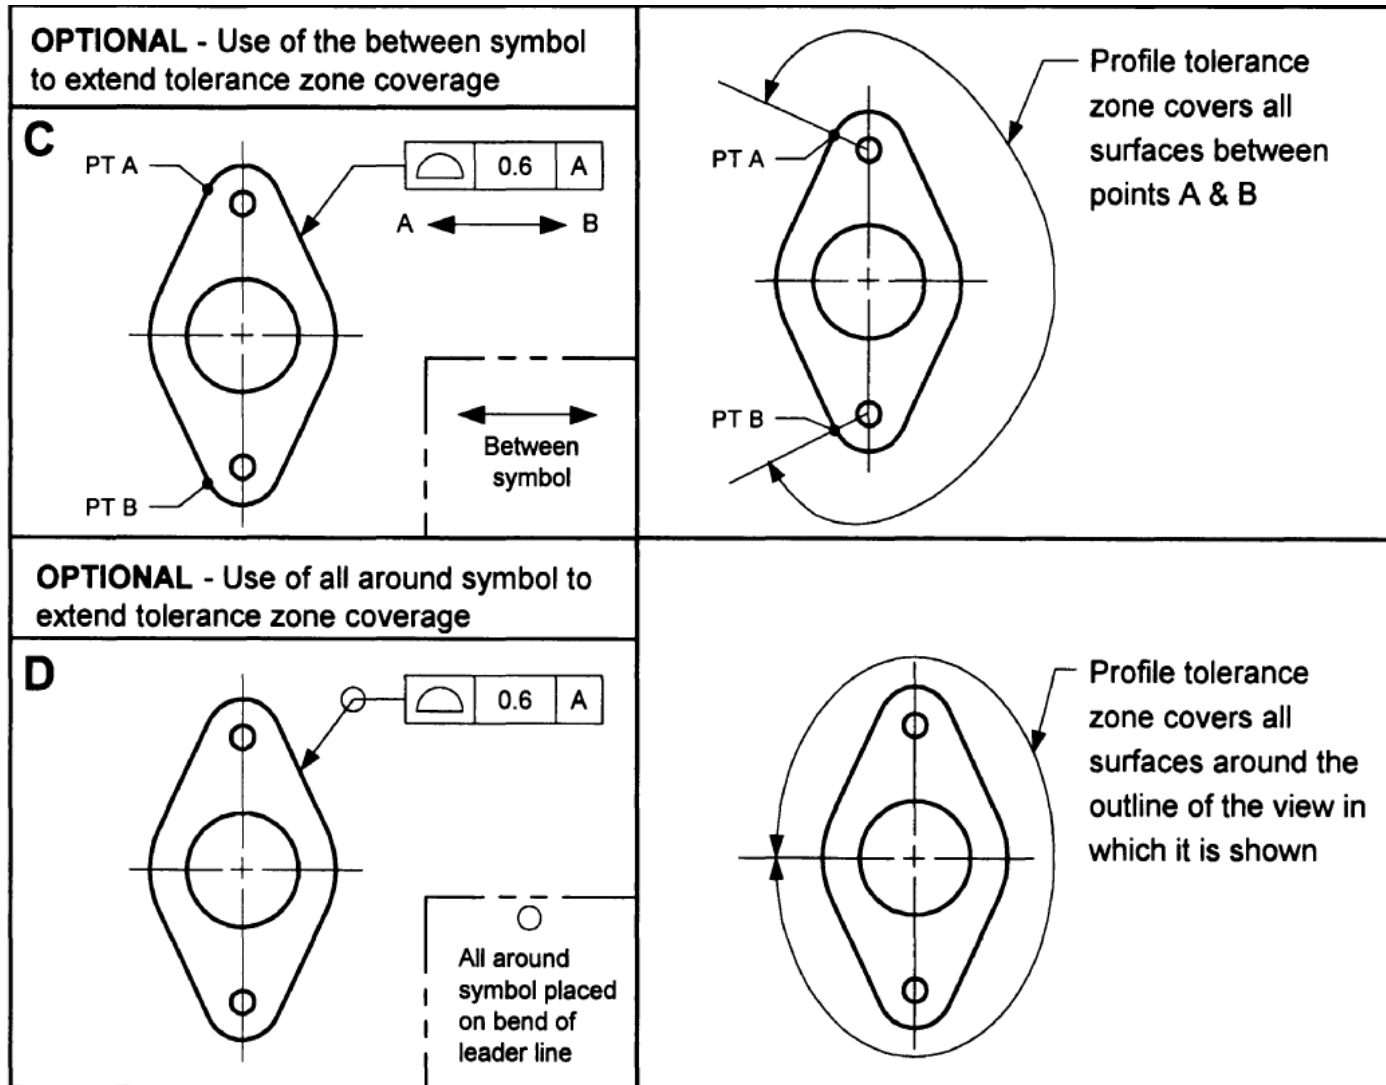 OPTIONAL - Use of the between symbol
to extend tolerance zone coverage
C
PT A
0.6 A
A B
Between
symbol
PT B
PT A
PT B
Profile tolerance
zone covers all
surfaces between
points A & B
OPTIONAL - Use of all around symbol to
extend tolerance zone coverage
D
0.6 A
All around
symbol placed
on bend of
leader line
Profile tolerance
zone covers all
surfaces around the
outline of the view in
which it is shown